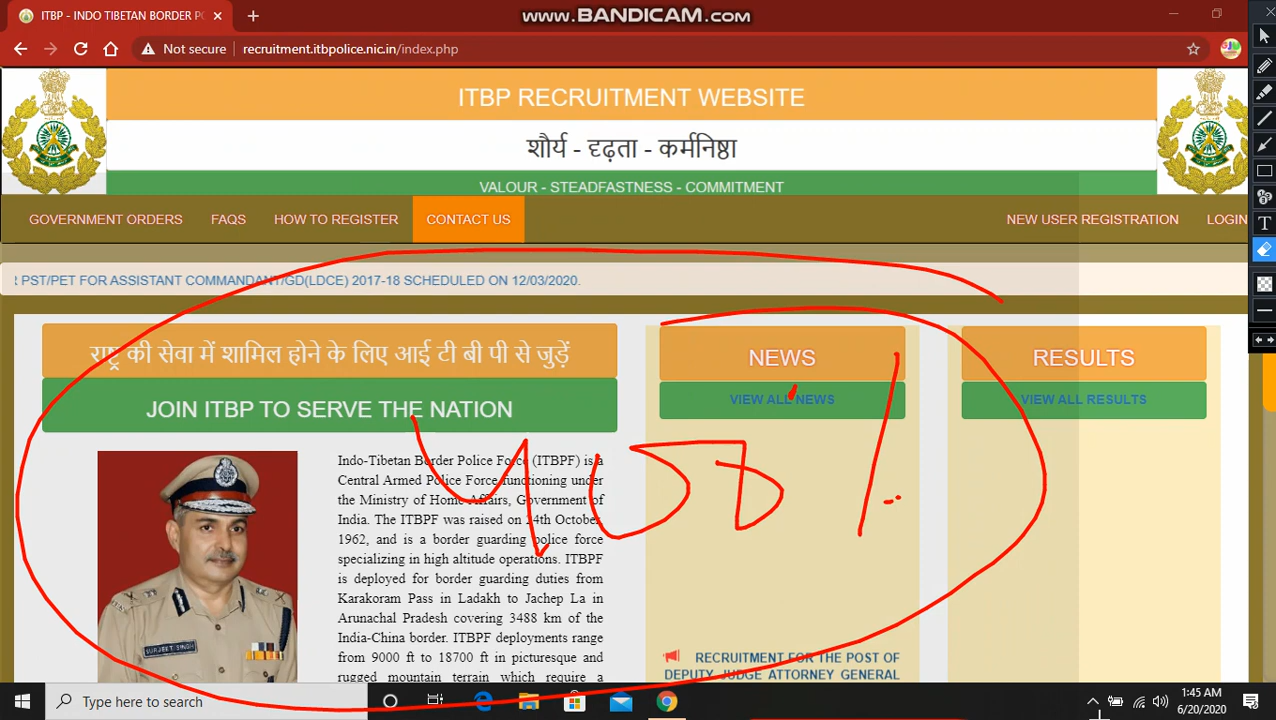 ITBP - INDO TIBETAN BORDER PO
www.BANDICAM.com
Not secure
recruitment.itbpolice.nic.in/index.php
ITBP RECRUITMENT WEBSITE
शौर्य - दृढ़ता - कर्मनिष्ठा
VALOUR - STEADFASTNESS - COMMITMENT
GOVERNMENT ORDERS FAQS HOW TO REGISTER CONTACT US NEW USER REGISTRATION LOGIN
PST/PET FOR ASSISTANT COMMANDANT/GD(LDCE) 2017-18 SCHEDULED ON 12/03/2020.
राष्ट्र की सेवा में शामिल होने के लिए आई टी बी पी से जुड़ें
JOIN ITBP TO SERVE THE NATION
Indo-Tibetan Border Police Force (ITBPF) is a
Central Armed Police Force functioning under
the Ministry of Home Affairs, Government of
India. The ITBPF was raised on 24th October,
1962, and is a border guarding police force
specializing in high altitude operations. ITBPF
is deployed for border guarding duties from
Karakoram Pass in Ladakh to Jachep La in
Arunachal Pradesh covering 3488 km of the
India-China border. ITBPF deployments range
from 9000 ft to 18700 ft in picturesque and
rugged mountain terrain which require a
SURJEET SINGH
NEWS
VIEW ALL NEWS
RECRUITMENT FOR THE POST OF
DEPUTY JUDGE ATTORNEY GENERAL
RESULTS
VIEW ALL RESULTS
Type here to search
1:45 AM
6/20/2020